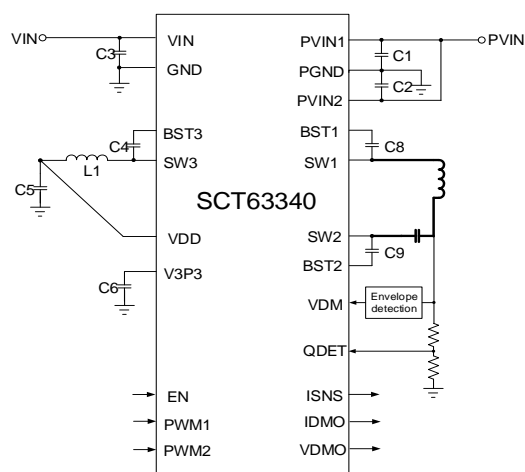 VIN
VIN
C3
GND
BST3
C4
SW3
L1
C5
VDD
V3P3
C6
EN
PWM1
PWM2
SCT63340
PVIN1
PVIN
C1
PGND
C2
PVIN2
BST1
C8
SW1
SW2
C9
BST2
VDM
Envelope
detection
QDET
ISNS
IDMO
VDMO